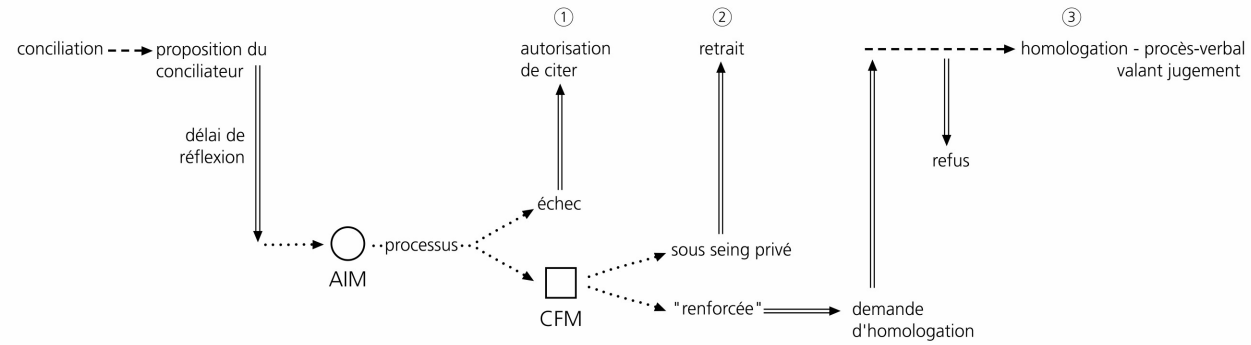 ①
②
③
conciliation
proposition du
conciliateur
autorisation
de citer
retrait
homologation - procès-verbal
valant jugement
délai de
réflexion
refus
échec
processus
AIM
sous seing privé
CFM
"renforcée"
demande
d'homologation